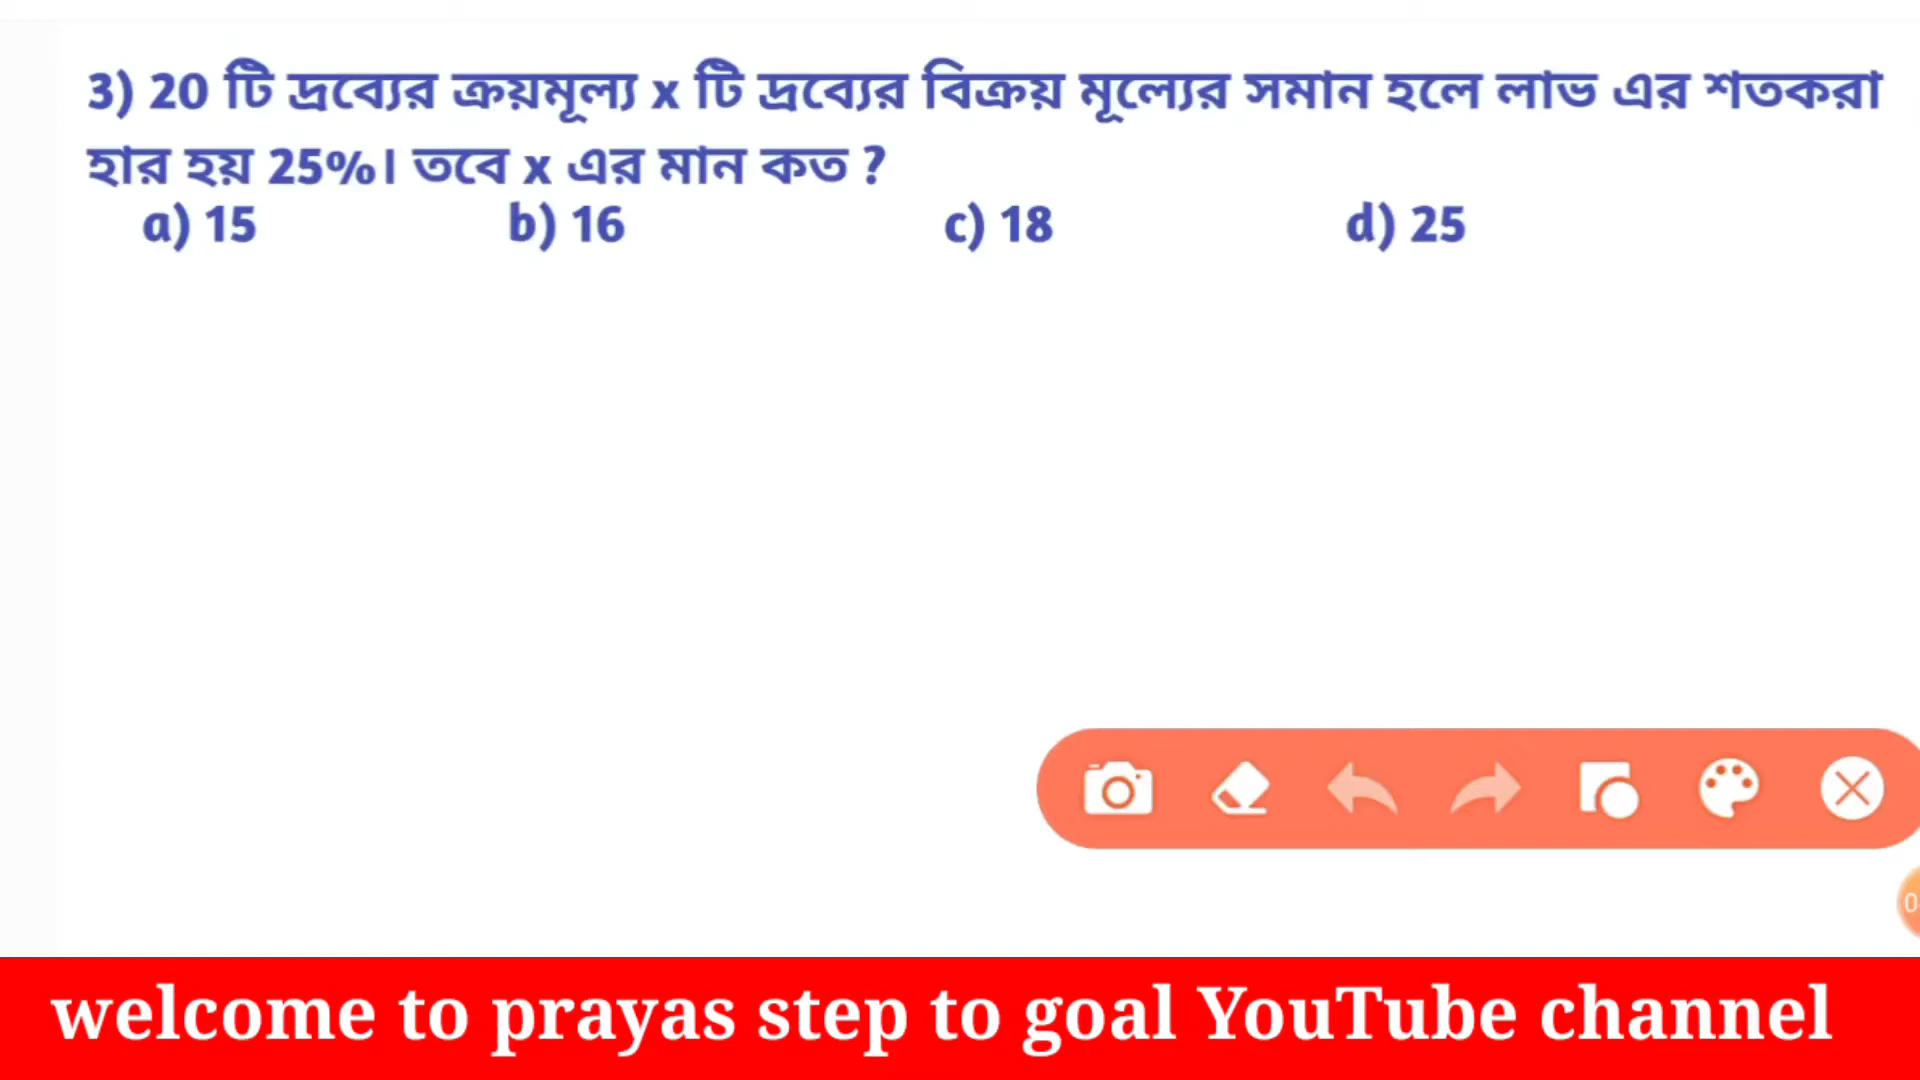 3) 20 টি দ্রব্যের ক্রয়মূল্য x টি দ্রব্যের বিক্রয় মূল্যের সমান হলে লাভ এর শতকরা
হার হয় 25%। তবে x এর মান কত ?
a) 15 b) 16 c) 18 d) 25
0
welcome to prayas step to goal YouTube channel